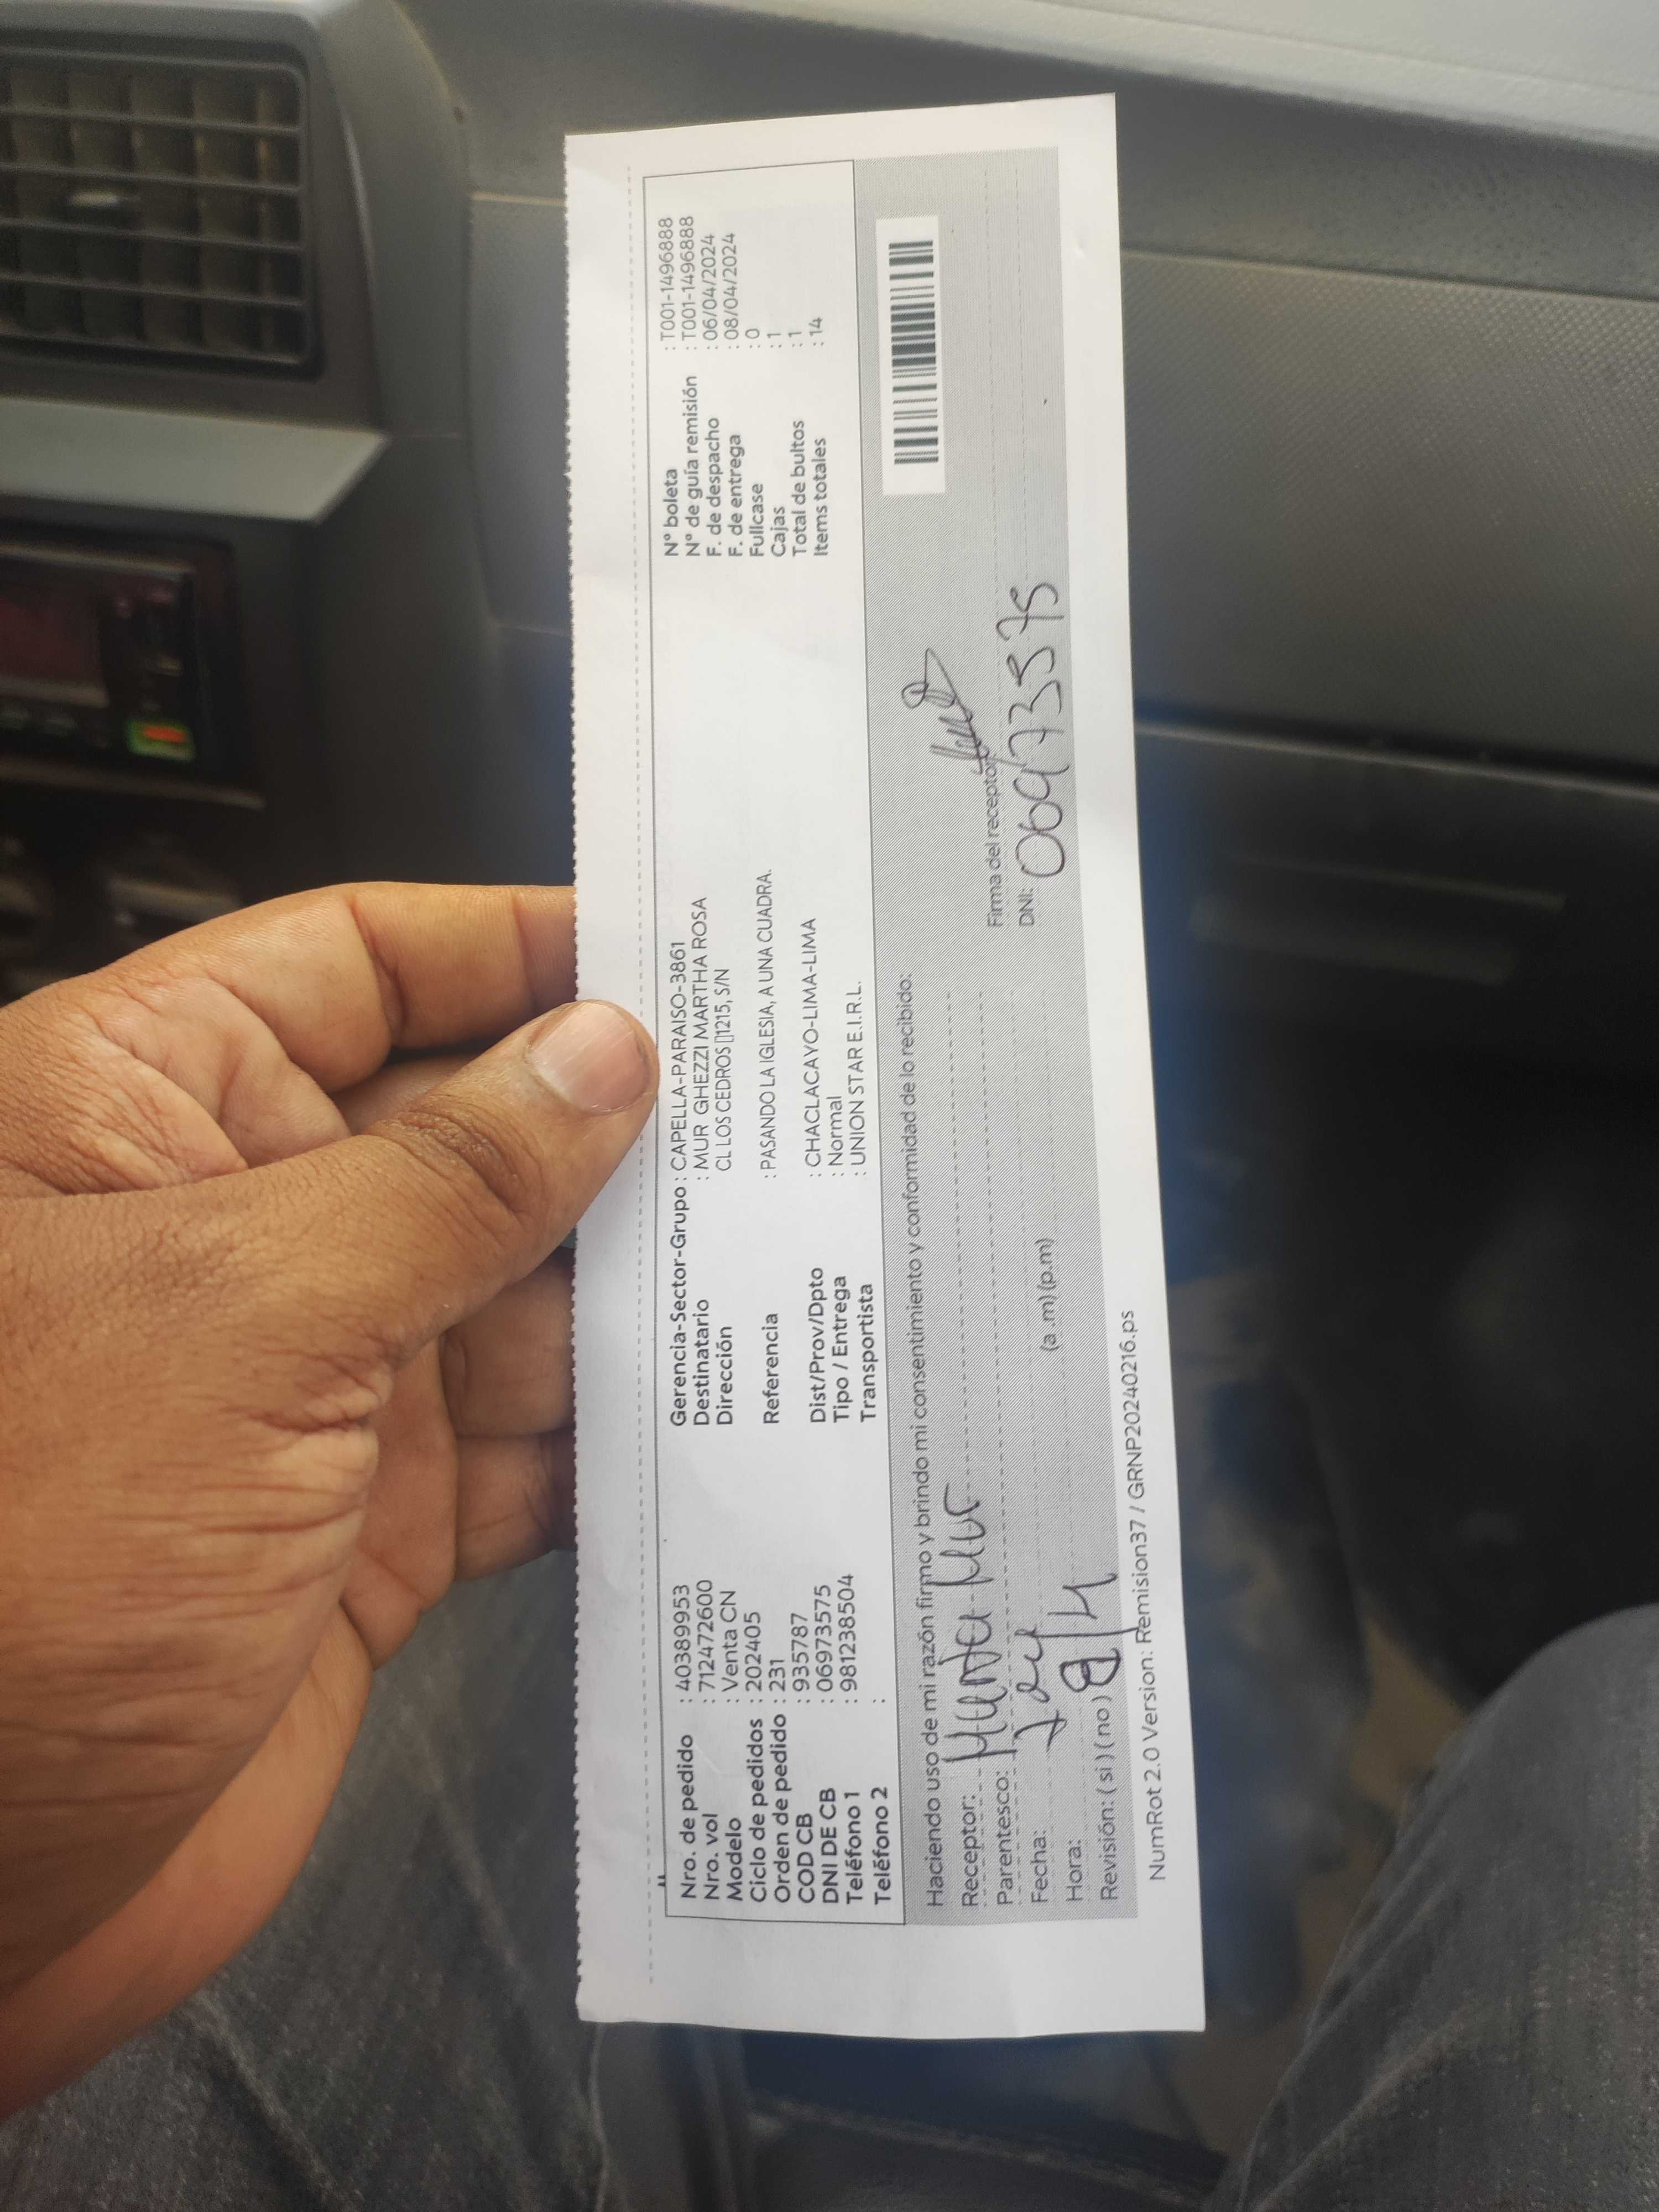 Nro. de pedido : 40389953
Nro. vol : 712472600
Modelo : Venta CN
Ciclo de pedidos : 202405
Orden de pedido : 231
COD CB : 935787
DNI DE CB : 06973575
Teléfono 1 : 981238504
Teléfono 2 :
Gerencia-Sector-Grupo : CAPELLA-PARAISO-3861
Destinatario : MUR GHEZZI MARTHA ROSA
Dirección CL LOS CEDROS 1215, S/N
Referencia : PASANDO LA IGLESIA, A UNA CUADRA.
Dist/Prov/Dpto : CHACLACAYO-LIMA-LIMA
Tipo / Entrega : Normal
Transportista : UNION STAR E.I.R.L.
N° boleta : T001-1496888
N° de guía remisión : T001-1496888
F. de despacho : 06/04/2024
F. de entrega : 08/04/2024
Fullcase : 0
Cajas : 1
Total de bultos : 1
Items totales : 14
Haciendo uso de mi razón firmo y brindo mi consentimiento y conformidad de lo recibido:
Receptor: Mur
Parentesco:
Fecha:
Hora: (a .m) (p.m)
Revisión: ( si ) ( no )
Firma del receptor
DNI: 06973575
NumRot 2.0 Version: Remision37 / GRNP20240216.ps